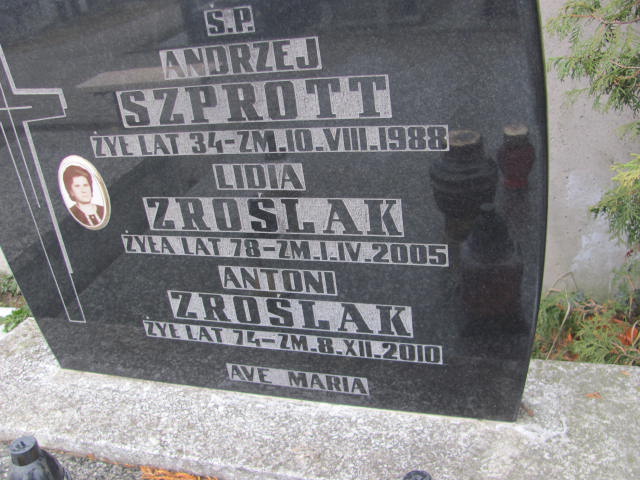 Ś.P.
ANDRZEJ
SZPROTT
ŻYŁ LAT 34-ZM.10.VIII.1988
LIDIA
ZROŚLAK
ŻYŁA LAT 78-ZM.1.IV.2005
ANTONI
ZROŚLAK
ŻYŁ LAT 74-ZM.8.XII.2010
AVE MARIA